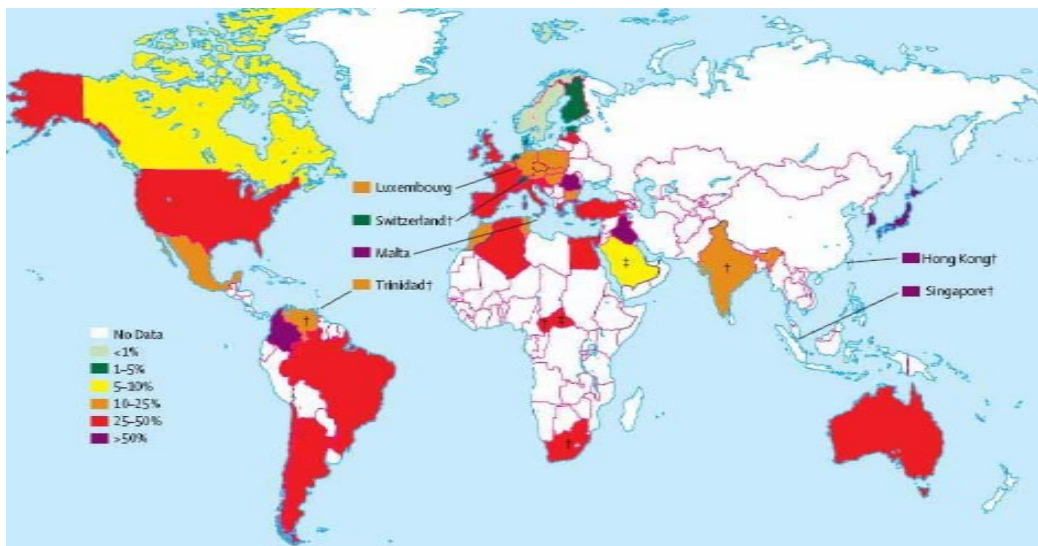 Luxembourg
Switzerland†
Malta
Trinidad†
Hong Kong†
Singapore†
†
‡
†
‡
†
No Data
<1%
1–5%
5–10%
10–25%
25–50%
>50%